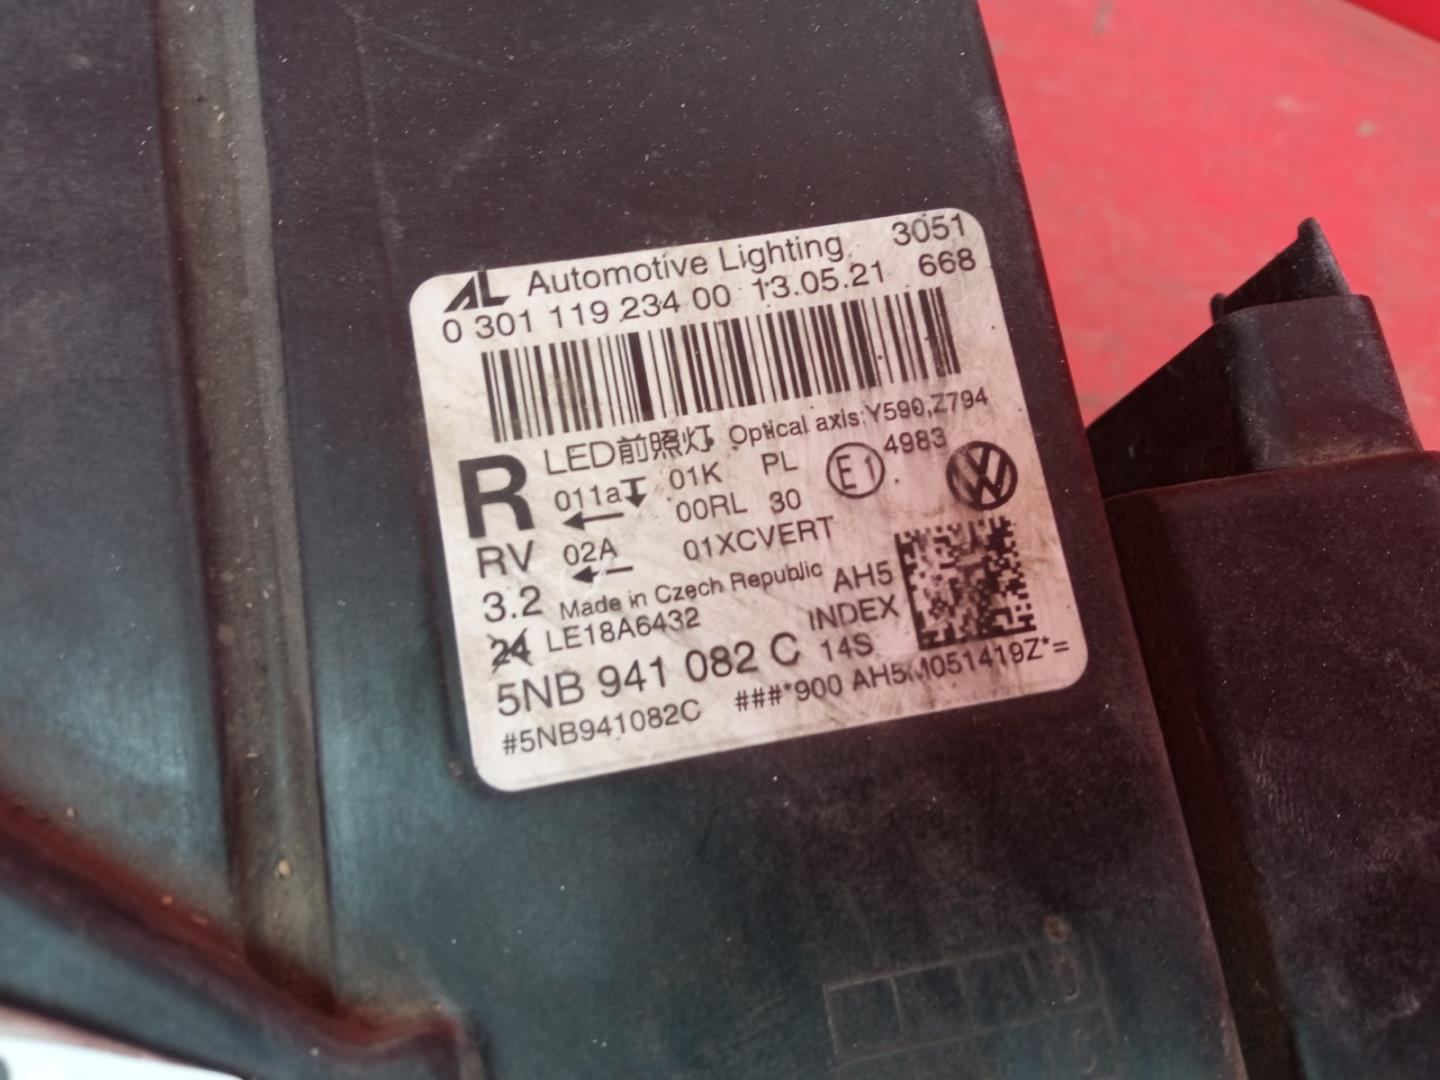 AL Automotive Lighting 3051
0 301 119 234 00 13.05.21 668
LED前照灯 Optical axis:Y590,Z794
R 011a 01K PL E1 4983
00RL 30
RV 02A 01XCVERT
3.2 Made in Czech Republic AH5
24 LE18A6432 INDEX
5NB 941 082 C 14S
#5NB941082C ###*900 AH5M051419Z*=